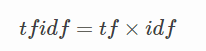 tfidf = tf × idf